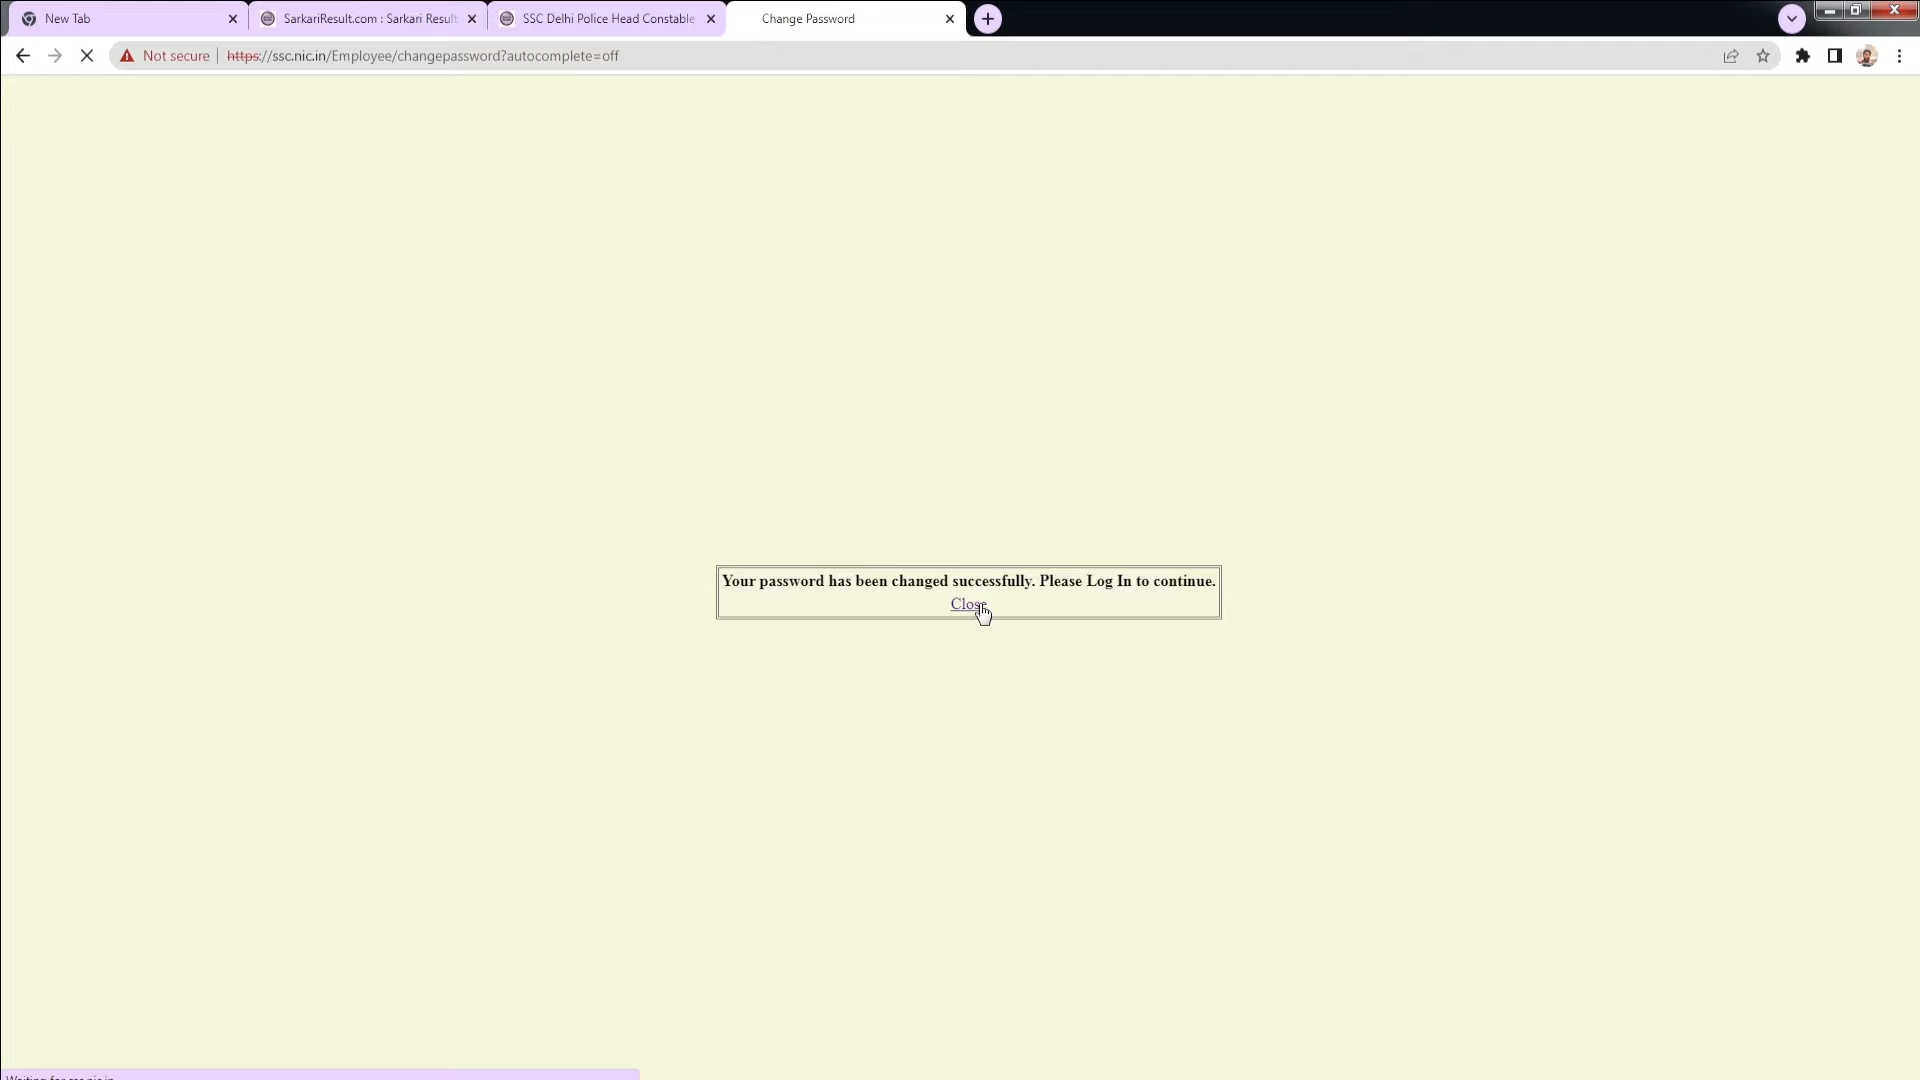 New Tab
SarkariResult.com : Sarkari Result
SSC Delhi Police Head Constable
Change Password
Not secure
https://ssc.nic.in/Employee/changepassword?autocomplete=off
Your password has been changed successfully. Please Log In to continue.
Close